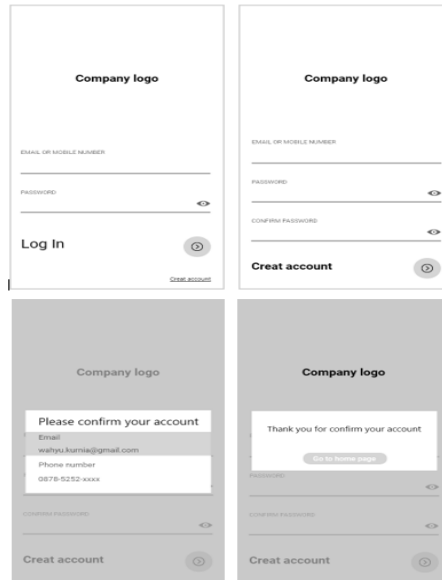 Company logo
EMAIL OR MOBILE NUMBER
PASSWORD
Log In
Creat account
Company logo
EMAIL OR MOBILE NUMBER
PASSWORD
CONFIRM PASSWORD
Creat account
Company logo
Please confirm your account
Email
wahyu.kurnia@gmail.com
Phone number
0878-5252-xxxx
CONFIRM PASSWORD
Creat account
Company logo
Thank you for confirm your account
Go to home page
PASSWORD
CONFIRM PASSWORD
Creat account